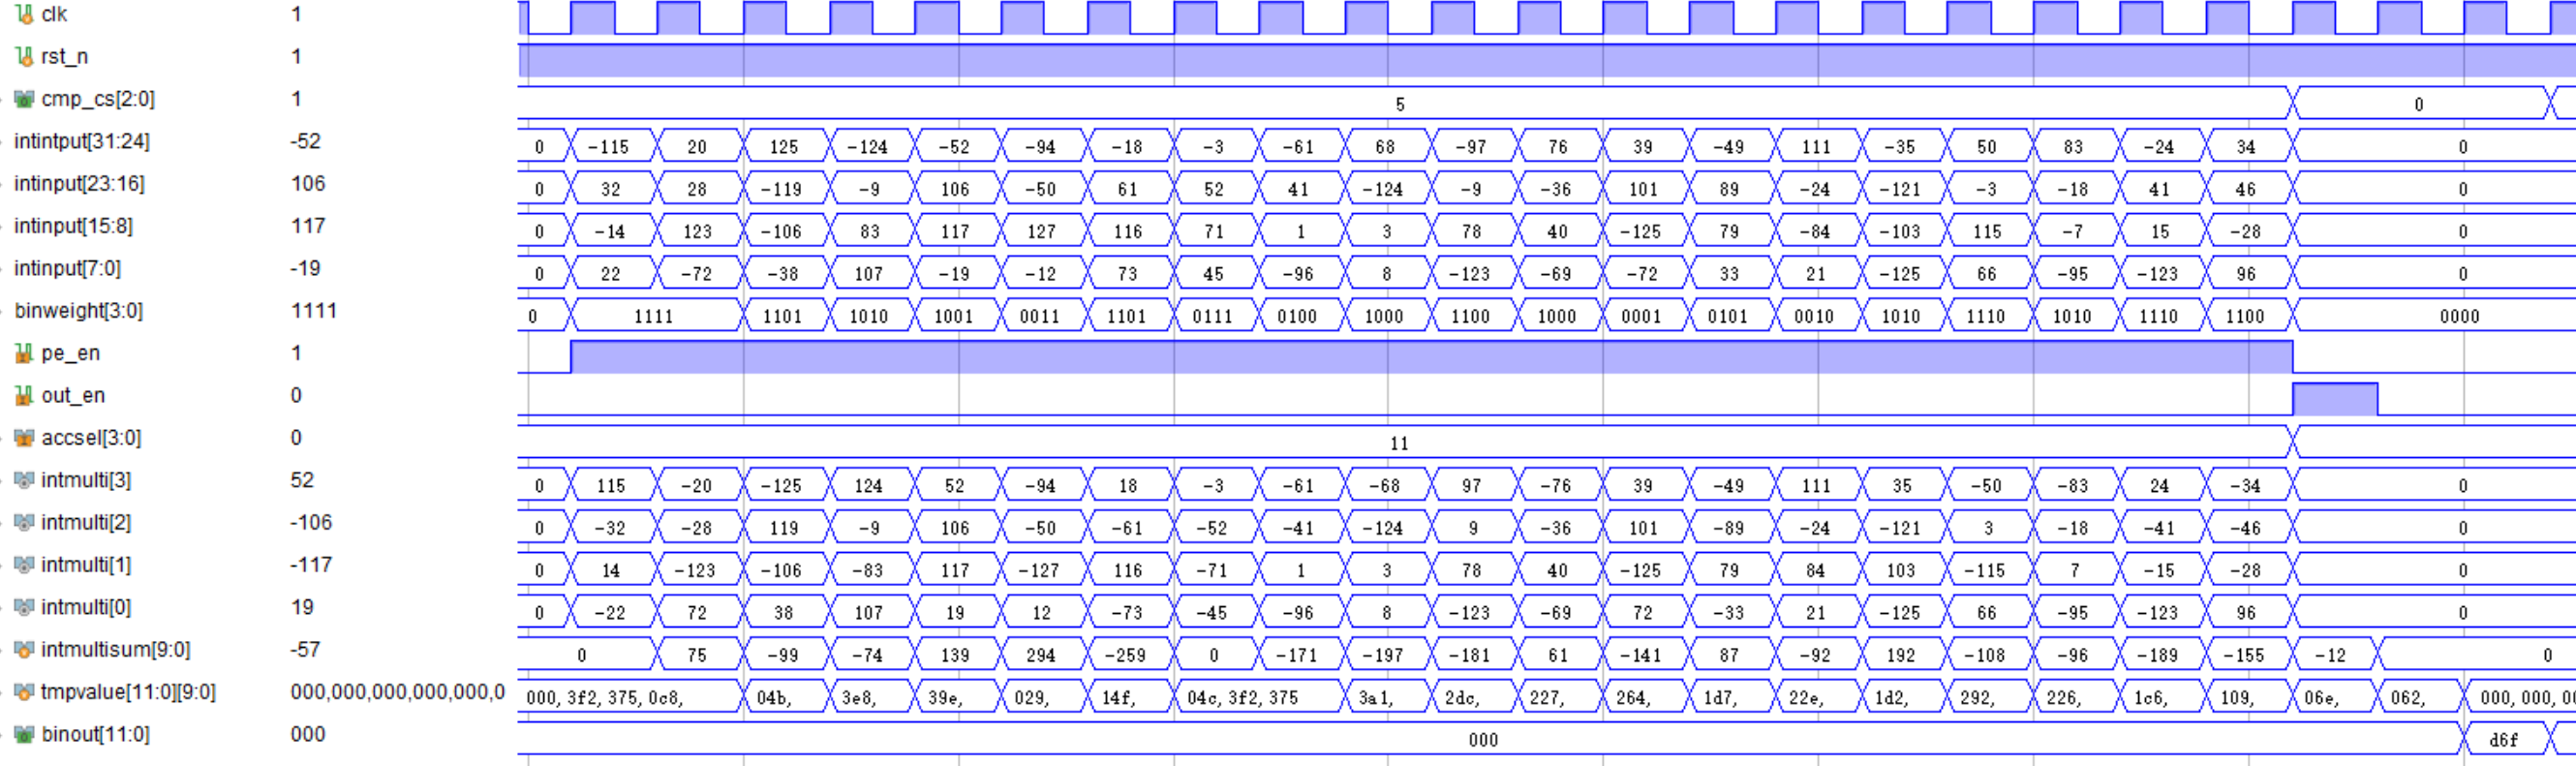 clk 1
rst_n 1
cmp_cs[2:0] 1 5 0
intintput[31:24] -52 0 -115 20 125 -124 -52 -94 -18 -3 -61 68 -97 76 39 -49 111 -35 50 83 -24 34 0
intinput[23:16] 106 0 32 28 -119 -9 106 -50 61 52 41 -124 -9 -36 101 89 -24 -121 -3 -18 41 46 0
intinput[15:8] 117 0 -14 123 -106 83 117 127 116 71 1 3 78 40 -125 79 -84 -103 115 -7 15 -28 0
intinput[7:0] -19 0 22 -72 -38 107 -19 -12 73 45 -96 8 -123 -69 -72 33 21 -125 66 -95 -123 96 0
binweight[3:0] 1111 0 1111 1101 1010 1001 0011 1101 0111 0100 1000 1100 1000 0001 0101 0010 1010 1110 1010 1110 1100 0000
pe_en 1
out_en 0
accsel[3:0] 0 11
intmulti[3] 52 0 115 -20 -125 124 52 -94 18 -3 -61 -68 97 -76 39 -49 111 35 -50 -83 24 -34 0
intmulti[2] -106 0 -32 -28 119 -9 106 -50 -61 -52 -41 -124 9 -36 101 -89 -24 -121 3 -18 -41 -46 0
intmulti[1] -117 0 14 -123 -106 -83 117 -127 116 -71 1 3 78 40 -125 79 84 103 -115 7 -15 -28 0
intmulti[0] 19 0 -22 72 38 107 19 12 -73 -45 -96 8 -123 -69 72 -33 21 -125 66 -95 -123 96 0
intmultisum[9:0] -57 0 75 -99 -74 139 294 -259 0 -171 -197 -181 61 -141 87 -92 192 -108 -96 -189 -155 -12 0
tmpvalue[11:0][9:0] 000,000,000,000,000,0 000, 3f2, 375, 0c8, 04b, 3e8, 39e, 029, 14f, 04c, 3f2, 375 3a1, 2dc, 227, 264, 1d7, 22e, 1d2, 292, 226, 1c6, 109, 06e, 062, 000, 000, 00
binout[11:0] 000 000 d6f